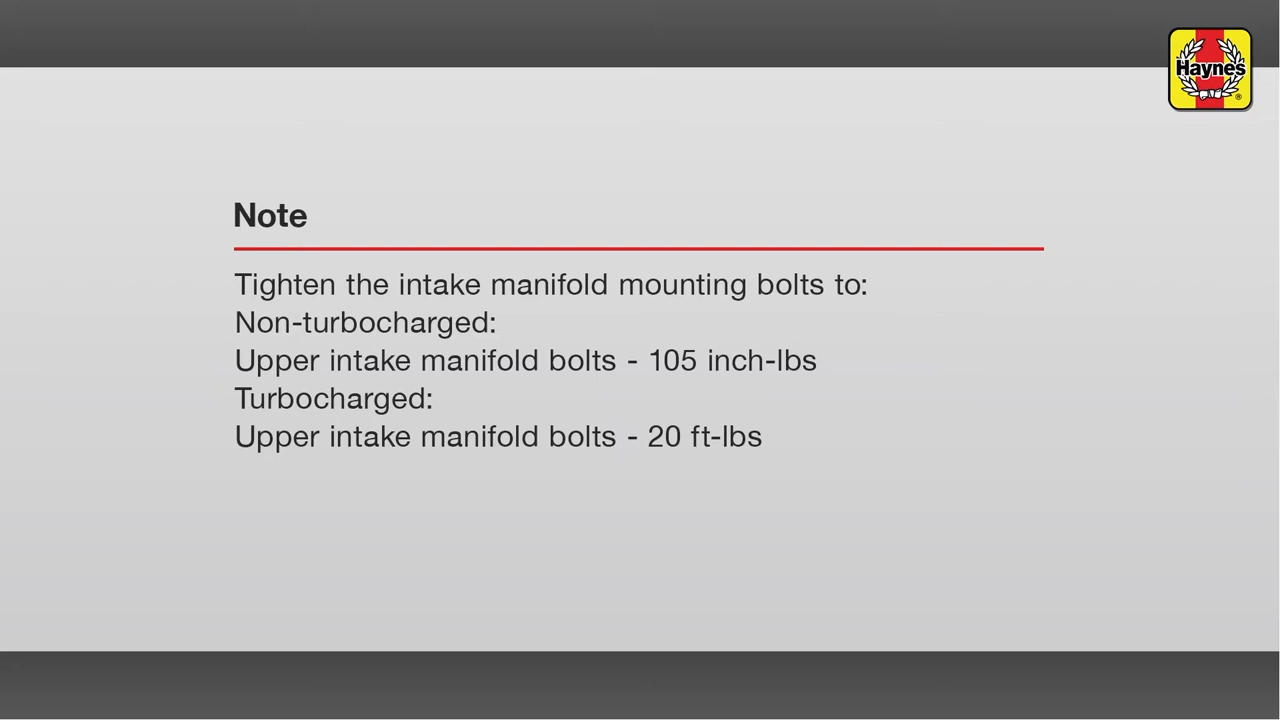 Haynes
Note
Tighten the intake manifold mounting bolts to:
Non-turbocharged:
Upper intake manifold bolts - 105 inch-lbs
Turbocharged:
Upper intake manifold bolts - 20 ft-lbs